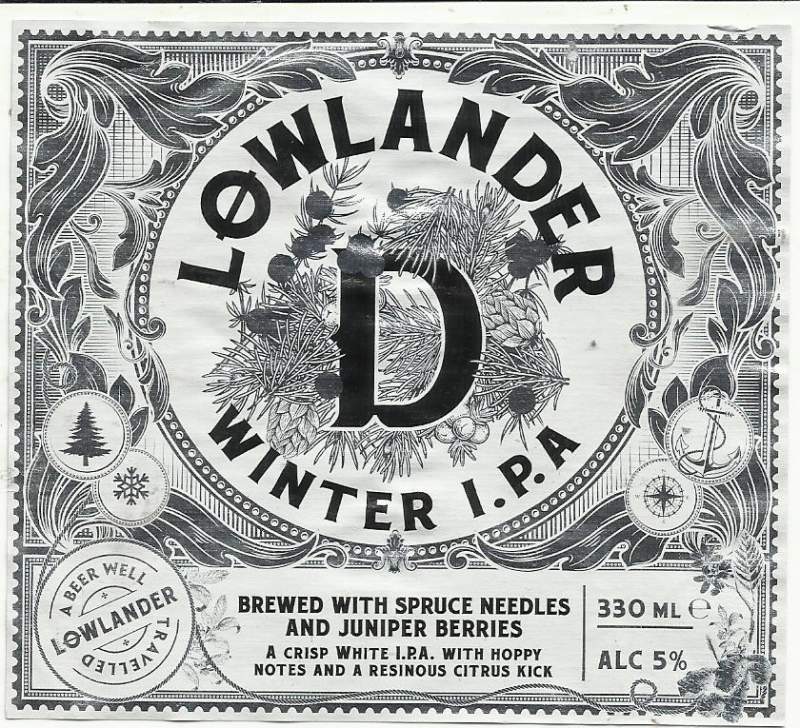 LØWLANDER
D
WINTER I.P.A
A BEER WELL
LØWLANDER
TRAVELLED
BREWED WITH SPRUCE NEEDLES
AND JUNIPER BERRIES
A CRISP WHITE I.P.A. WITH HOPPY
NOTES AND A RESINOUS CITRUS KICK
330 ML e
ALC 5%